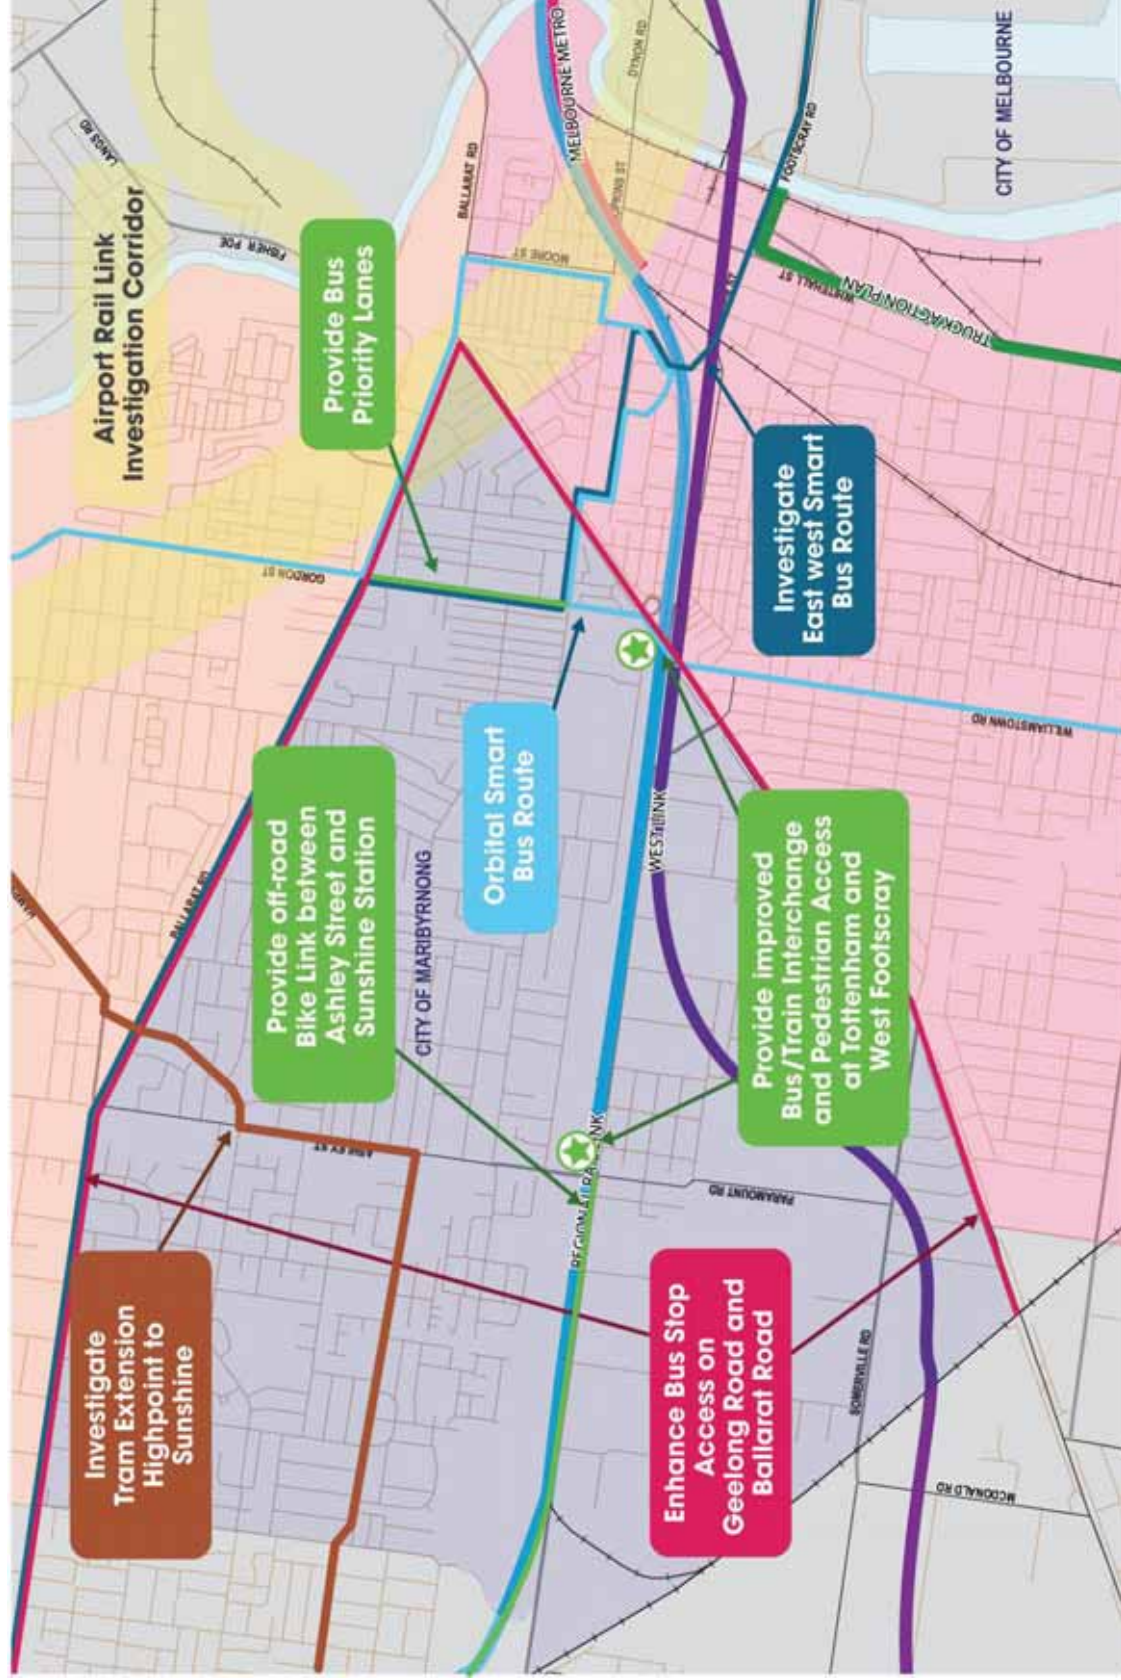 Investigate
Tram Extension
Highpoint to
Sunshine
Provide off-road
Bike Link between
Ashley Street and
Sunshine Station
Provide Bus
Priority Lanes
Airport Rail Link
Investigation Corridor
Orbital Smart
Bus Route
Enhance Bus Stop
Access on
Geelong Road and
Ballarat Road
Provide improved
Bus/Train Interchange
and Pedestrian Access
at Tottenham and
West Footscray
Investigate
East west Smart
Bus Route
CITY OF MARIBYRNONG
CITY OF MELBOURNE
BALLARAT RD
BALLARAT RD
LANGS RD
FISHER PDE
GORDON ST
MOORE ST
DYNON RD
MELBOURNE METRO
FOOTSCRAY RD
WHITEHALL ST
TRUCK ACTION PLAN
WEST LINK
WILLIAMSTOWN RD
ASHLEY ST
PARAMOUNT RD
SOMERVILLE RD
MCDONALD RD